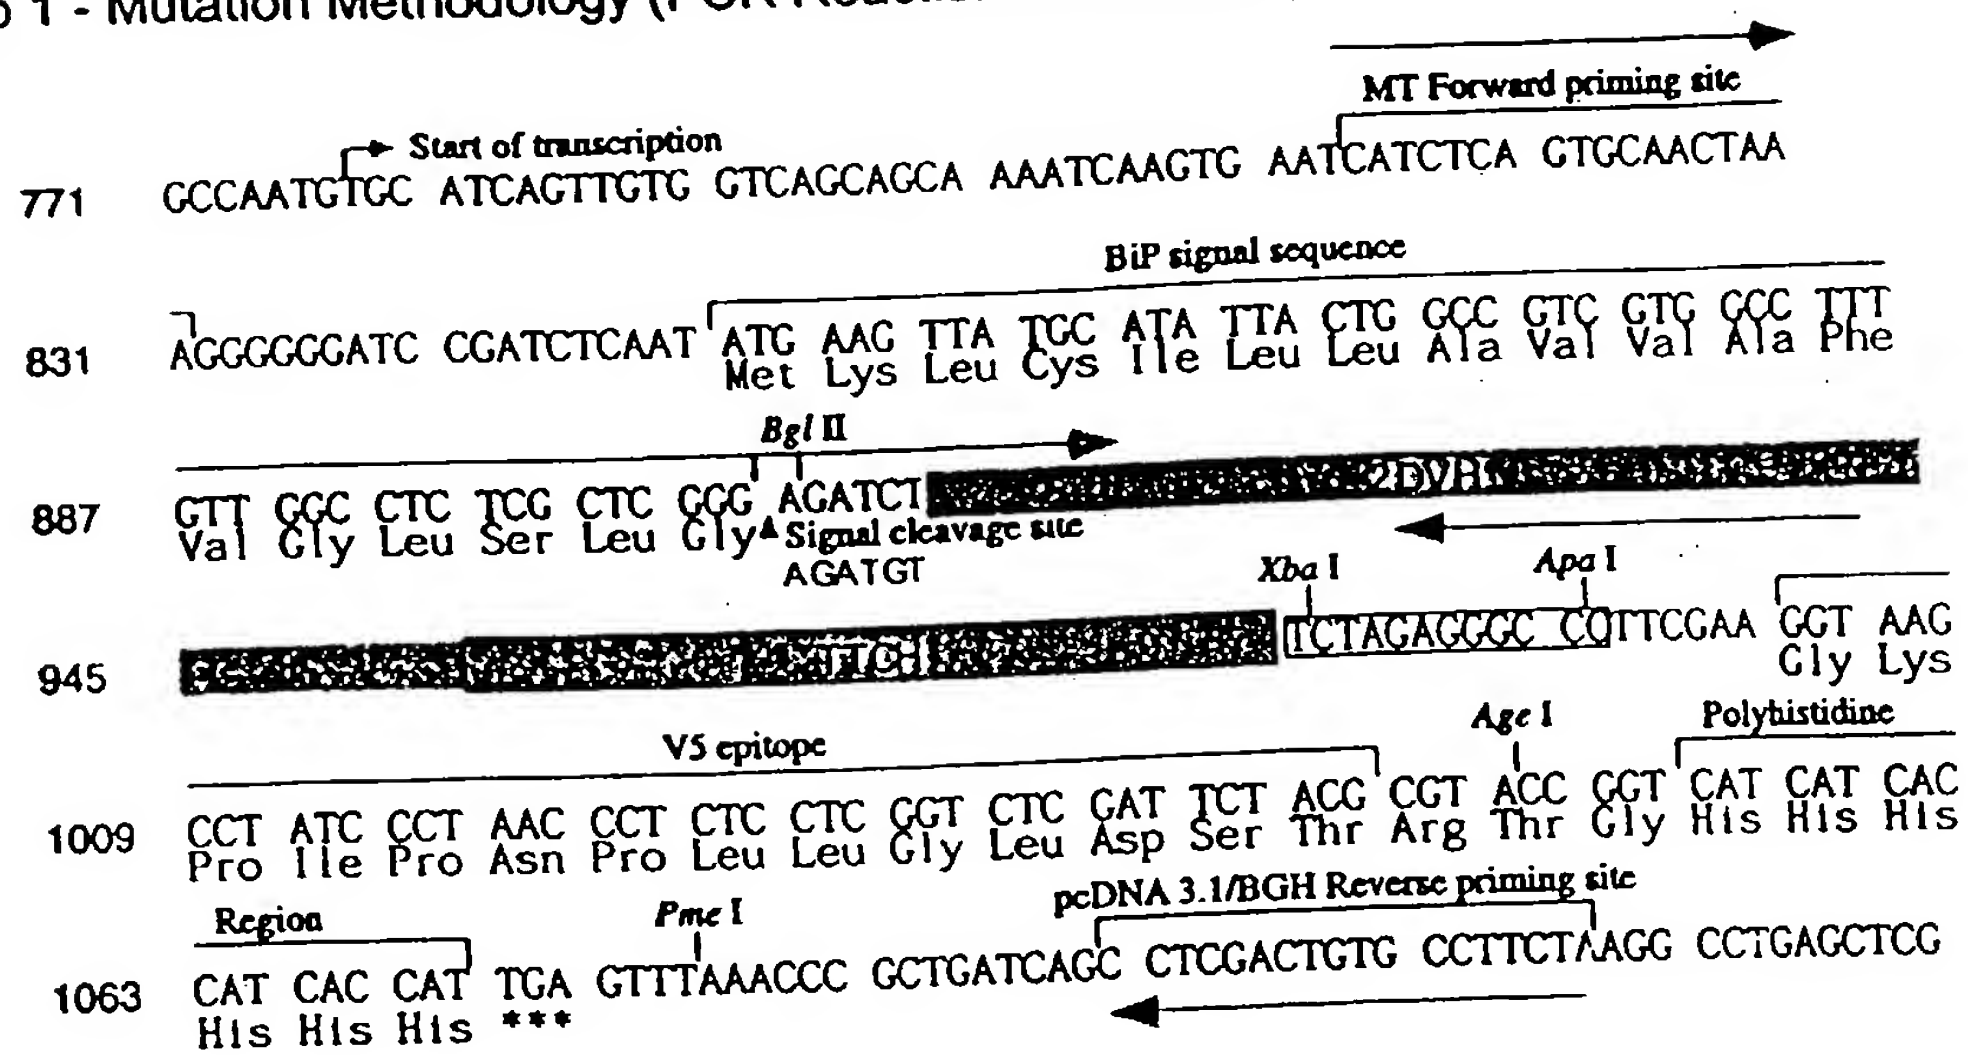 1 - Mutation Methodology (PCR
MT Forward priming site
Start of transcription
771 GCCAATGTGC ATCAGTTGTG GTCAGCAGCA AAATCAAGTG AATCATCTCA GTGCAACTAA
BiP signal sequence
831 AGGGGGGATC CGATCTCAAT ATG AAG TTA TGC ATA TTA CTG GCC GTC GTG GCC TTT
Met Lys Leu Cys Ile Leu Leu Ala Val Val Ala Phe
Bgl II
887 GTT GGC CTC TCG CTC GGG AGATCT 2DVH
Val Gly Leu Ser Leu Gly Signal cleavage site
AGATGT
Xba I Apa I
945 TCTAGAGGGC CCTTCGAA GGT AAG
Gly Lys
V5 epitope Age I Polyhistidine
1009 CCT ATC CCT AAC CCT CTC CTC GGT CTC GAT TCT ACG CGT ACC GGT CAT CAT CAC
Pro Ile Pro Asn Pro Leu Leu Gly Leu Asp Ser Thr Arg Thr Gly His His His
Region Pme I pcDNA 3.1/BGH Reverse priming site
1063 CAT CAC CAT TGA GTTTAAACCC GCTGATCAGC CTCGACTGTG CCTTCTAAGG CCTGAGCTCG
His His His ***